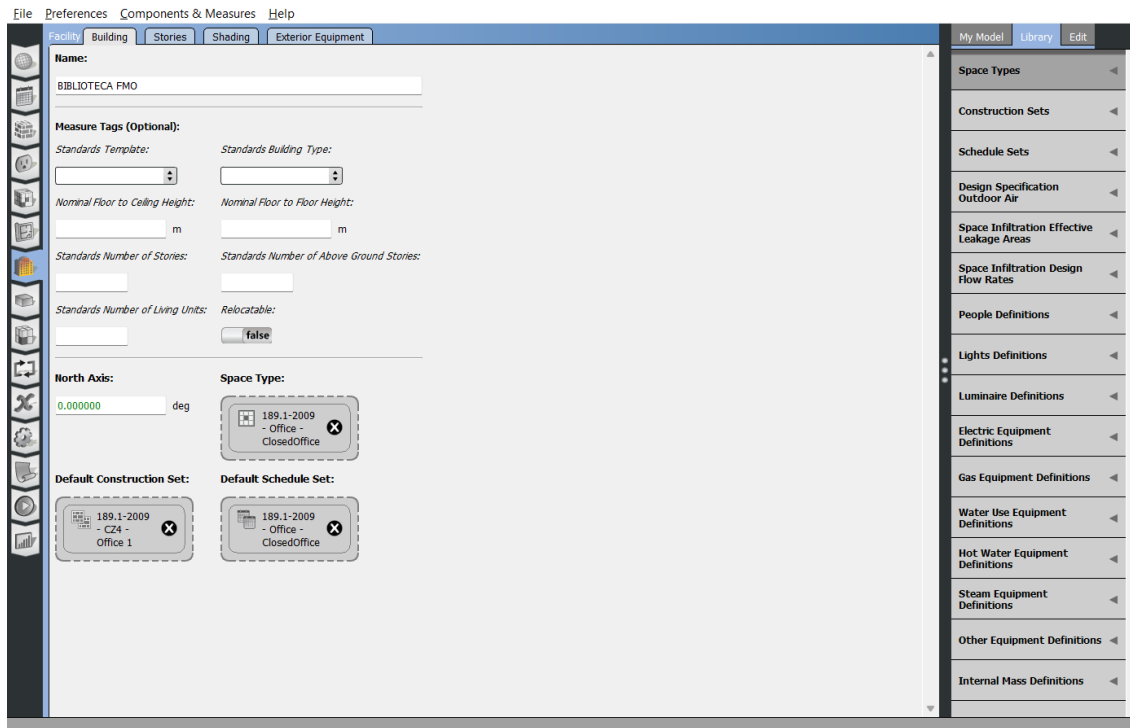 File Preferences Components & Measures Help
Facility Building Stories Shading Exterior Equipment
My Model Library Edit
Name:
BIBLIOTECA FMO
Measure Tags (Optional):
Standards Template: Standards Building Type:
Nominal Floor to Ceiling Height: Nominal Floor to Floor Height:
m m
Standards Number of Stories: Standards Number of Above Ground Stories:
Standards Number of Living Units: Relocatable:
false
North Axis: Space Type:
0.000000 deg
189.1-2009
- Office -
ClosedOffice
Default Construction Set: Default Schedule Set:
189.1-2009
- CZ4 -
Office 1
189.1-2009
- Office -
ClosedOffice
Space Types
Construction Sets
Schedule Sets
Design Specification
Outdoor Air
Space Infiltration Effective
Leakage Areas
Space Infiltration Design
Flow Rates
People Definitions
Lights Definitions
Luminaire Definitions
Electric Equipment
Definitions
Gas Equipment Definitions
Water Use Equipment
Definitions
Hot Water Equipment
Definitions
Steam Equipment
Definitions
Other Equipment Definitions
Internal Mass Definitions